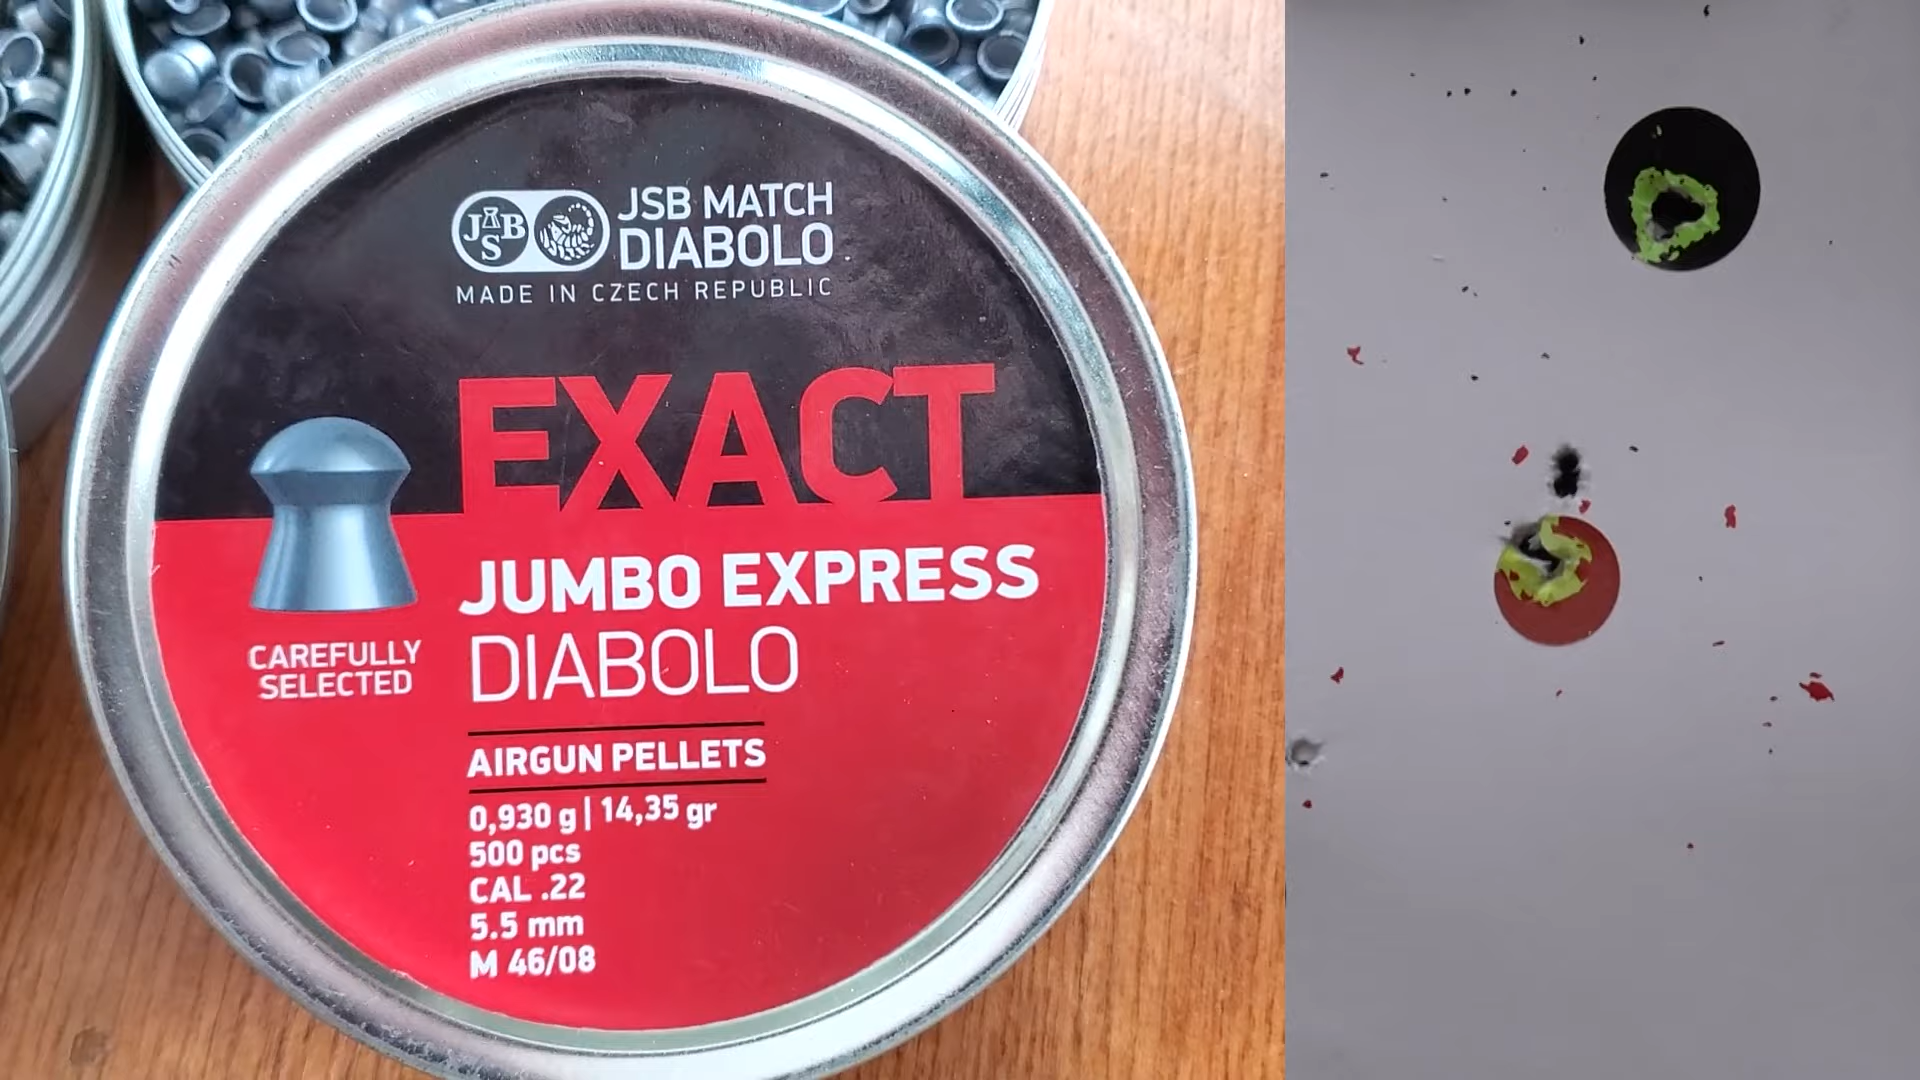 JSB
JSB MATCH
DIABOLO
MADE IN CZECH REPUBLIC
EXACT
JUMBO EXPRESS
DIABOLO
CAREFULLY
SELECTED
AIRGUN PELLETS
0,930 g | 14,35 gr
500 pcs
CAL .22
5.5 mm
M 46/08